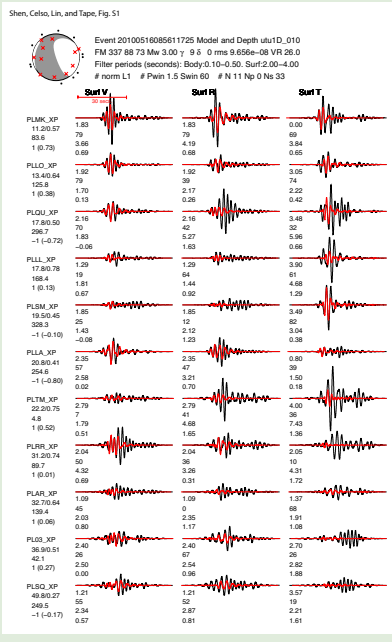 Shen, Celso, Lin, and Tape, Fig. S1
Event 20100516085611725 Model and Depth utu1D_010
FM 337 88 73 Mw 3.00 γ 9 δ 0 rms 9.656e−08 VR 26.0
Filter periods (seconds): Body:0.10−0.50. Surf:2.00−4.00
# norm L1 # Pwin 1.5 Swin 60 # N 11 Np 0 Ns 33
Surf V Surf R Surf T
PLMK_XP 1.83 1.83 0.00
11.2/0.57 79 79 69
83.6 3.66 4.19 3.84
1 (0.73) 0.69 0.68 0.65
PLLO_XP 1.92 1.92 3.05
13.4/0.64 79 39 74
125.8 1.70 2.17 2.22
1 (0.38) 0.13 0.26 0.42
PLQU_XP 2.16 2.16 3.48
17.8/0.50 70 42 32
296.7 1.83 5.27 5.96
−1 (−0.72) −0.06 1.63 0.66
PLLL_XP 1.29 1.29 3.90
17.8/0.78 19 64 61
168.4 1.81 1.44 4.68
1 (0.13) 0.67 0.92 1.29
PLSM_XP 1.85 1.85 3.49
19.5/0.45 25 12 82
328.3 1.43 2.12 3.04
−1 (−0.10) −0.08 1.23 0.38
PLLA_XP 2.35 2.35 0.80
20.8/0.41 57 47 39
254.6 2.58 3.21 1.50
−1 (−0.80) 0.02 0.70 0.18
PLTM_XP 2.79 2.79 4.00
22.2/0.75 7 41 36
4.8 1.79 4.68 7.43
1 (0.52) 0.51 1.65 1.36
PLRR_XP 2.04 2.04 2.05
31.2/0.74 50 36 10
89.7 4.32 3.26 4.31
1 (0.01) 0.69 0.31 1.72
PLAR_XP 1.09 1.09 1.37
32.7/0.64 45 0 68
139.4 2.03 2.35 1.91
1 (0.06) 0.80 1.17 1.08
PL03_XP 2.40 2.40 2.70
36.9/0.51 26 67 26
42.1 2.50 2.54 2.82
1 (0.27) 0.00 0.96 1.88
PLSQ_XP 1.21 1.21 3.57
49.8/0.27 55 52 19
249.5 2.34 2.87 2.21
−1 (−0.17) 0.57 0.81 1.61